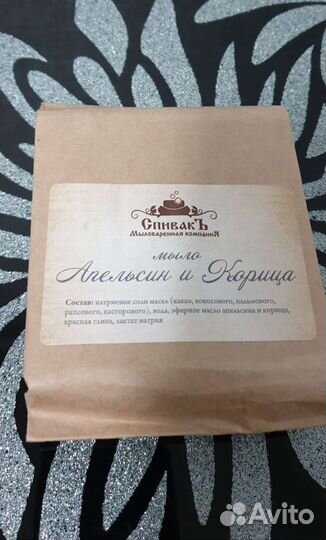 СпивакЪ
Мыловаренная компаниЯ
мыло
Апельсин и Корица
Состав: натриевые соли масел (какао, кокосового, пальмового,
рапсового, касторового), вода, эфирное масло апельсина и корицы,
красная глина, лактат натрия
Avito